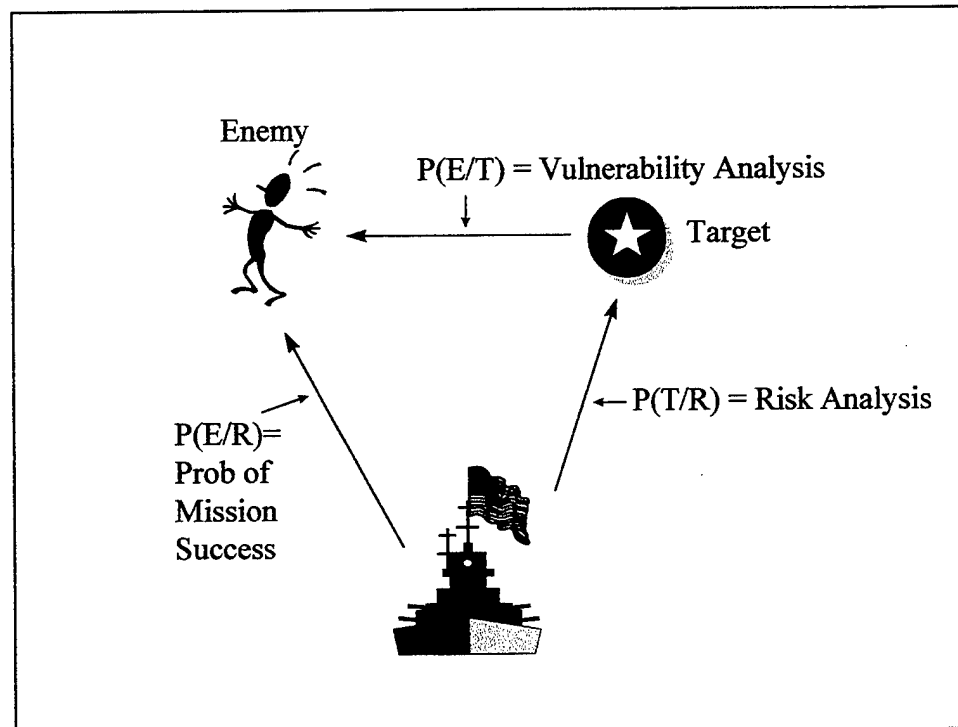 Enemy
P(E/T) = Vulnerability Analysis
Target
P(T/R) = Risk Analysis
P(E/R)=
Prob of
Mission
Success